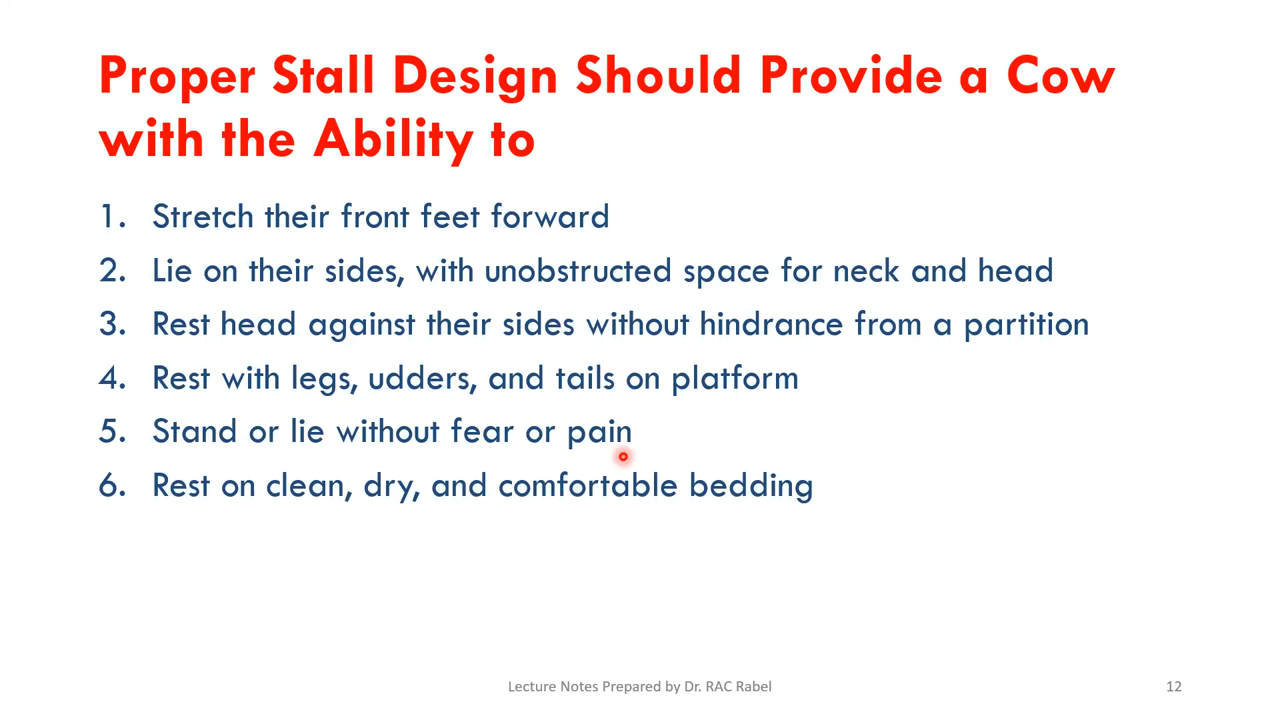 Proper Stall Design Should Provide a Cow
with the Ability to
1. Stretch their front feet forward
2. Lie on their sides, with unobstructed space for neck and head
3. Rest head against their sides without hindrance from a partition
4. Rest with legs, udders, and tails on platform
5. Stand or lie without fear or pain
6. Rest on clean, dry, and comfortable bedding
Lecture Notes Prepared by Dr. RAC Rabel
12